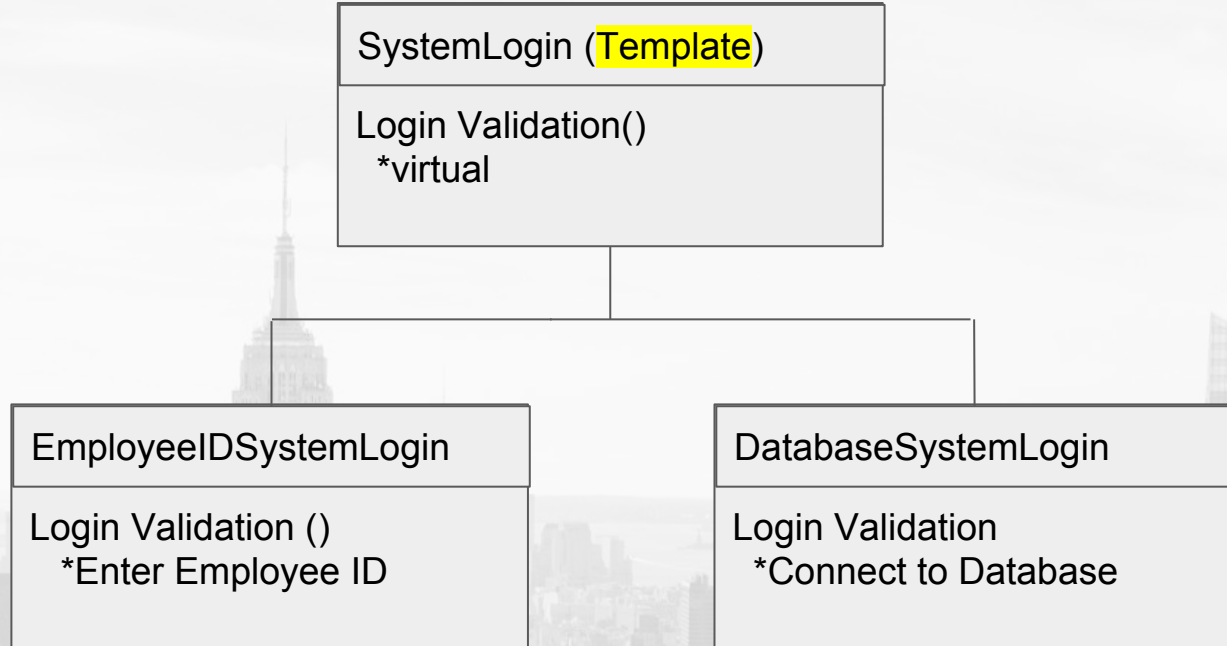 SystemLogin (Template)
Login Validation()
*virtual
EmployeeIDSystemLogin
Login Validation ()
*Enter Employee ID
DatabaseSystemLogin
Login Validation
*Connect to Database